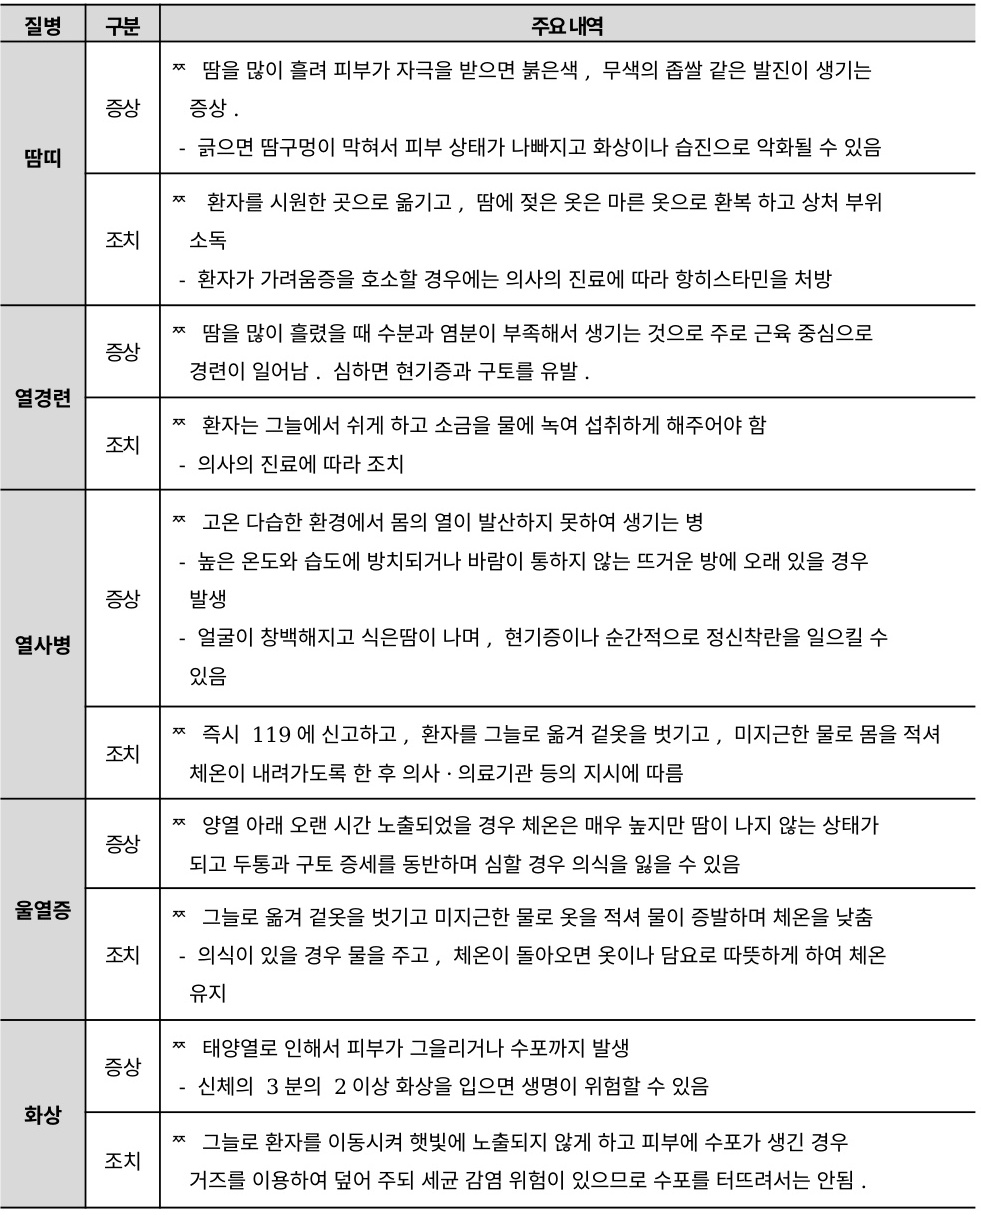 질병 구분 주요 내역
땀띠
증상
ᅏ 땀을 많이 흘려 피부가 자극을 받으면 붉은색 , 무색의 좁쌀 같은 발진이 생기는
증상 .
- 긁으면 땀구멍이 막혀서 피부 상태가 나빠지고 화상이나 습진으로 악화될 수 있음
조치
ᅏ 환자를 시원한 곳으로 옮기고 , 땀에 젖은 옷은 마른 옷으로 환복 하고 상처 부위
소독
- 환자가 가려움증을 호소할 경우에는 의사의 진료에 따라 항히스타민을 처방
열경련
증상
ᅏ 땀을 많이 흘렸을 때 수분과 염분이 부족해서 생기는 것으로 주로 근육 중심으로
경련이 일어남 . 심하면 현기증과 구토를 유발 .
조치
ᅏ 환자는 그늘에서 쉬게 하고 소금을 물에 녹여 섭취하게 해주어야 함
- 의사의 진료에 따라 조치
열사병
증상
ᅏ 고온 다습한 환경에서 몸의 열이 발산하지 못하여 생기는 병
- 높은 온도와 습도에 방치되거나 바람이 통하지 않는 뜨거운 방에 오래 있을 경우
발생
- 얼굴이 창백해지고 식은땀이 나며 , 현기증이나 순간적으로 정신착란을 일으킬 수
있음
조치
ᅏ 즉시 119 에 신고하고 , 환자를 그늘로 옮겨 겉옷을 벗기고 , 미지근한 물로 몸을 적셔
체온이 내려가도록 한 후 의사 · 의료기관 등의 지시에 따름
울열증
증상
ᅏ 양열 아래 오랜 시간 노출되었을 경우 체온은 매우 높지만 땀이 나지 않는 상태가
되고 두통과 구토 증세를 동반하며 심할 경우 의식을 잃을 수 있음
조치
ᅏ 그늘로 옮겨 겉옷을 벗기고 미지근한 물로 옷을 적셔 물이 증발하며 체온을 낮춤
- 의식이 있을 경우 물을 주고 , 체온이 돌아오면 옷이나 담요로 따뜻하게 하여 체온
유지
화상
증상
ᅏ 태양열로 인해서 피부가 그을리거나 수포까지 발생
- 신체의 3 분의 2 이상 화상을 입으면 생명이 위험할 수 있음
조치
ᅏ 그늘로 환자를 이동시켜 햇빛에 노출되지 않게 하고 피부에 수포가 생긴 경우
거즈를 이용하여 덮어 주되 세균 감염 위험이 있으므로 수포를 터뜨려서는 안됨 .